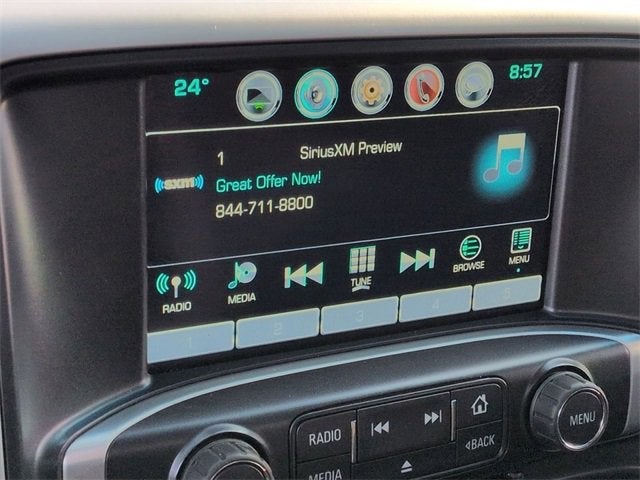 24° 8:57
1 SiriusXM Preview
((SXM)) Great Offer Now!
844-711-8800
RADIO MEDIA TUNE BROWSE MENU
1 2 3 4 5
RADIO MENU
MEDIA BACK